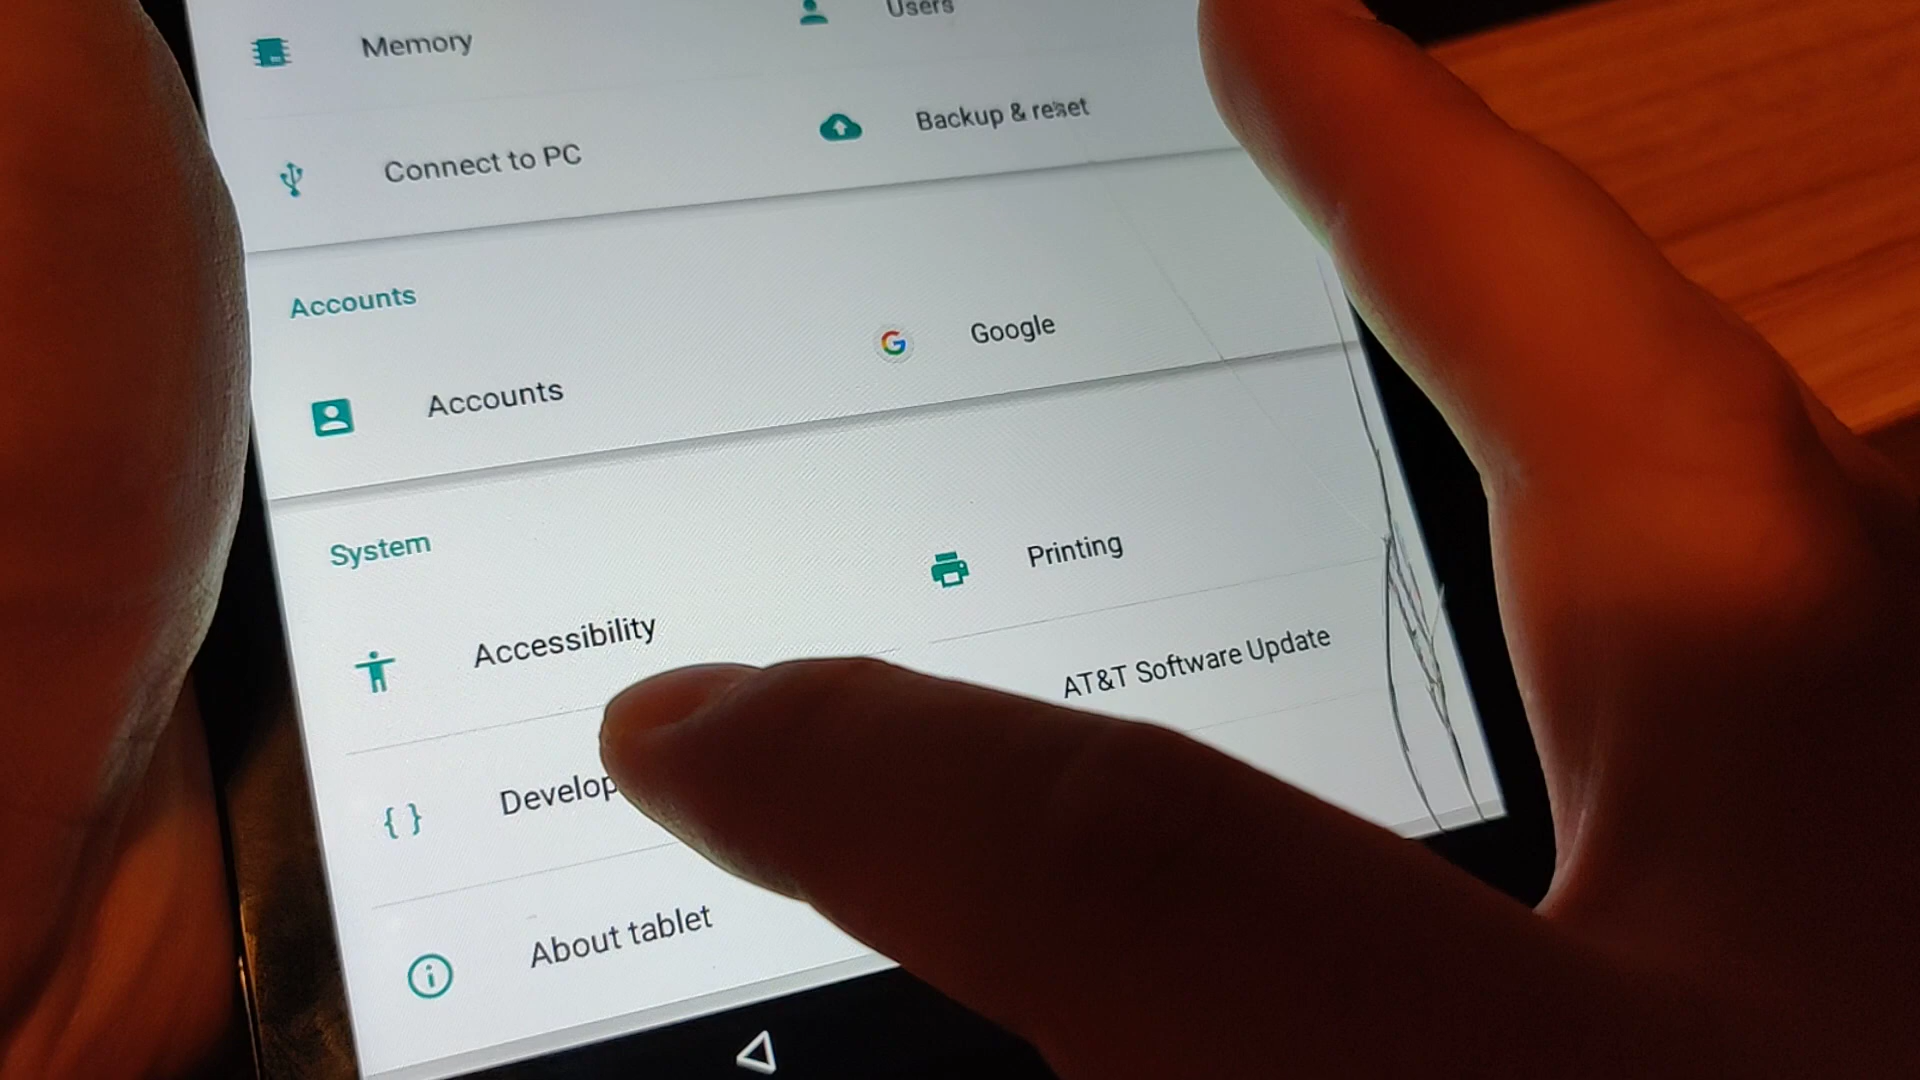 Users
Memory
Backup & reset
Connect to PC
Accounts
Google
Accounts
System
Printing
Accessibility
AT&T Software Update
Develop
About tablet